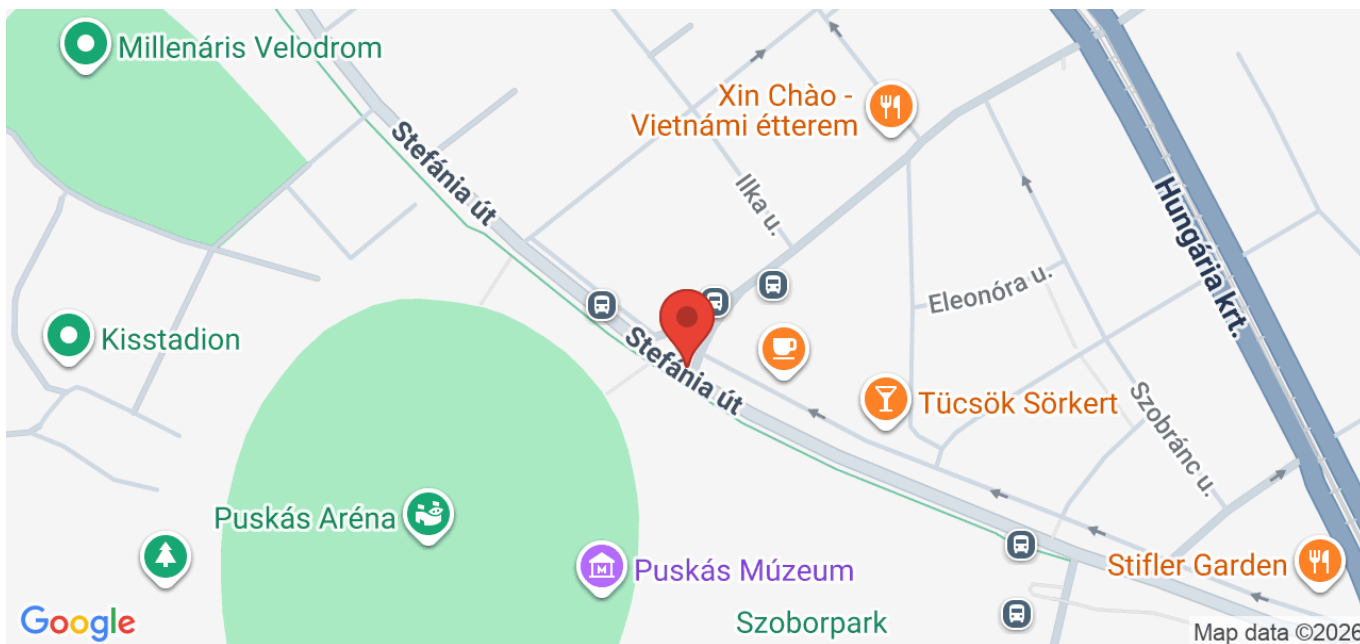 Millenáris Velodrom
Xin Chào -
Vietnámi étterem
Stefánia út
Ilka u.
Hungária krt.
Eleonóra u.
Kisstadion
Stefánia út
Tücsök Sörkert
Szobránc u.
Puskás Aréna
Puskás Múzeum
Stifler Garden
Szoborpark
Google
Map data ©2026